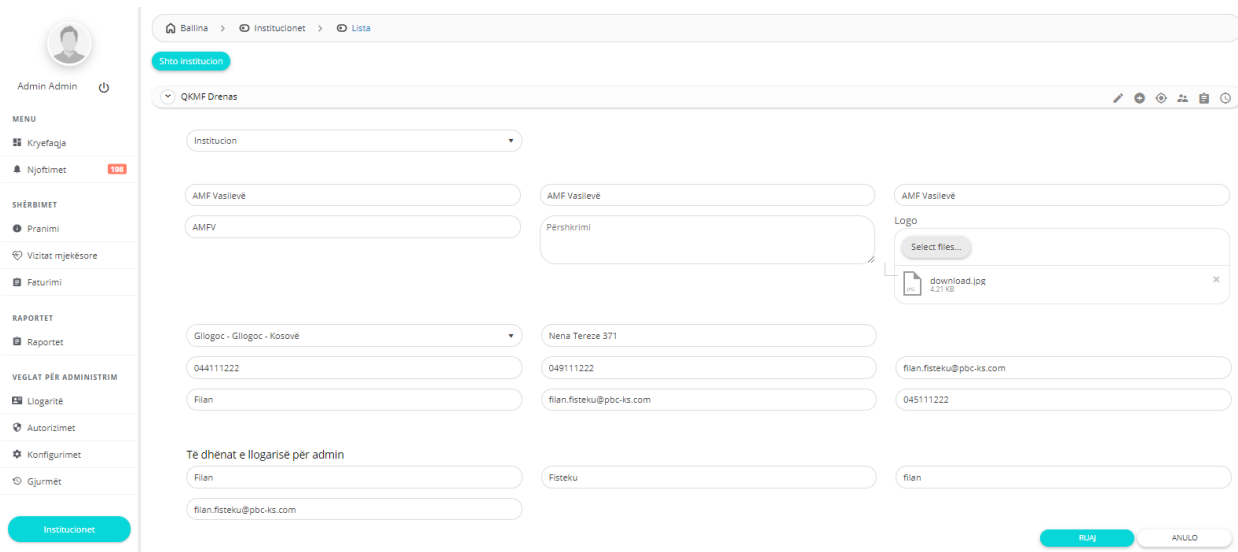 Ballina > Institucionet > Lista
Shto institucion
Admin Admin
QKMF Drenas
MENU
Kryefaqja
Njoftimet 198
SHËRBIMET
Pranimi
Vizitat mjekësore
Faturimi
RAPORTET
Raportet
VEGLAT PËR ADMINISTRIM
Llogaritë
Autorizimet
Konfigurimet
Gjurmët
Institucionet
Institucion
AMF Vasilevë AMF Vasilevë AMF Vasilevë
AMFV Përshkrimi Logo
Select files...
JPG download.jpg
4.21 KB
Gllogoc - Gllogoc - Kosovë Nena Tereze 371
044111222 049111222 filan.fisteku@pbc-ks.com
Filan filan.fisteku@pbc-ks.com 045111222
Të dhënat e llogarisë për admin
Filan Fisteku filan
filan.fisteku@pbc-ks.com
RUAJ ANULO